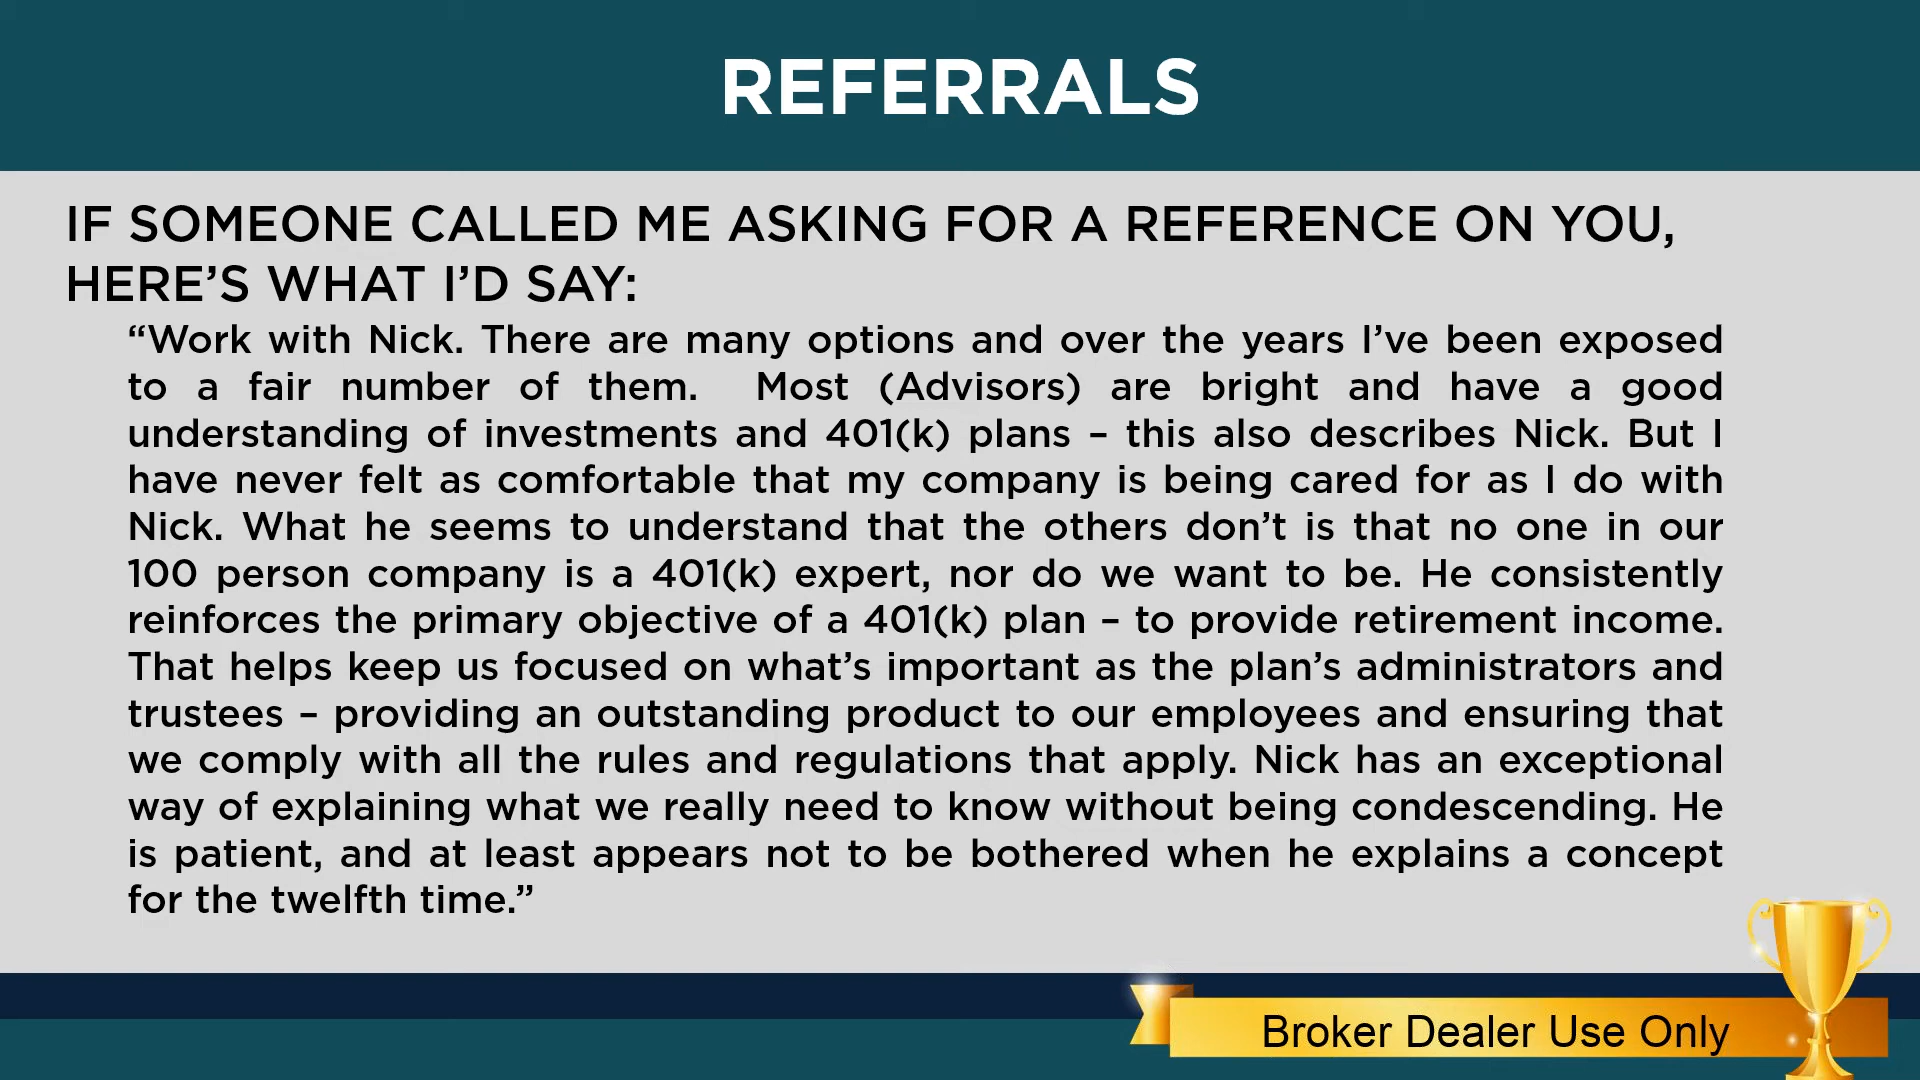 REFERRALS
IF SOMEONE CALLED ME ASKING FOR A REFERENCE ON YOU,
HERE’S WHAT I’D SAY:
“Work with Nick. There are many options and over the years I’ve been exposed
to a fair number of them. Most (Advisors) are bright and have a good
understanding of investments and 401(k) plans – this also describes Nick. But I
have never felt as comfortable that my company is being cared for as I do with
Nick. What he seems to understand that the others don’t is that no one in our
100 person company is a 401(k) expert, nor do we want to be. He consistently
reinforces the primary objective of a 401(k) plan – to provide retirement income.
That helps keep us focused on what’s important as the plan’s administrators and
trustees – providing an outstanding product to our employees and ensuring that
we comply with all the rules and regulations that apply. Nick has an exceptional
way of explaining what we really need to know without being condescending. He
is patient, and at least appears not to be bothered when he explains a concept
for the twelfth time.”
Broker Dealer Use Only